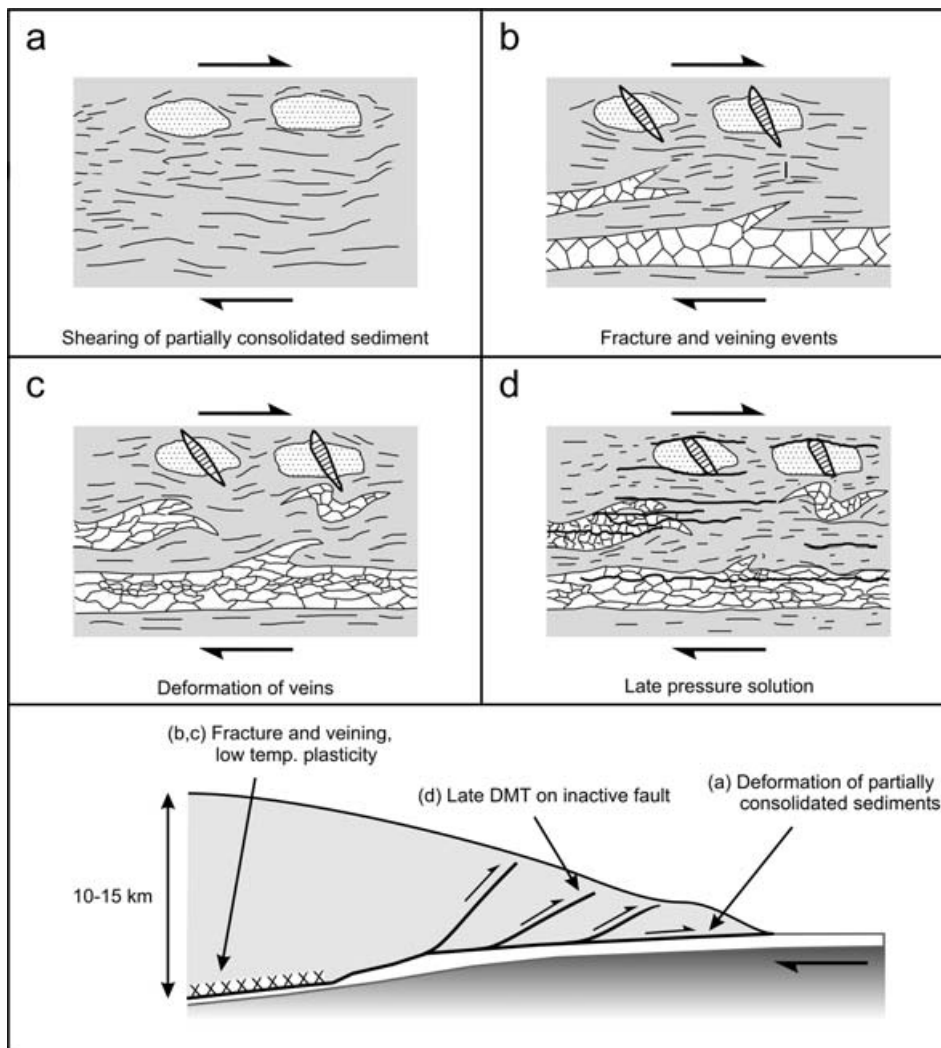 a
b
Shearing of partially consolidated sediment
Fracture and veining events
c
d
Deformation of veins
Late pressure solution
(b,c) Fracture and veining,
low temp. plasticity
(d) Late DMT on inactive fault
(a) Deformation of partially
consolidated sediments
10-15 km